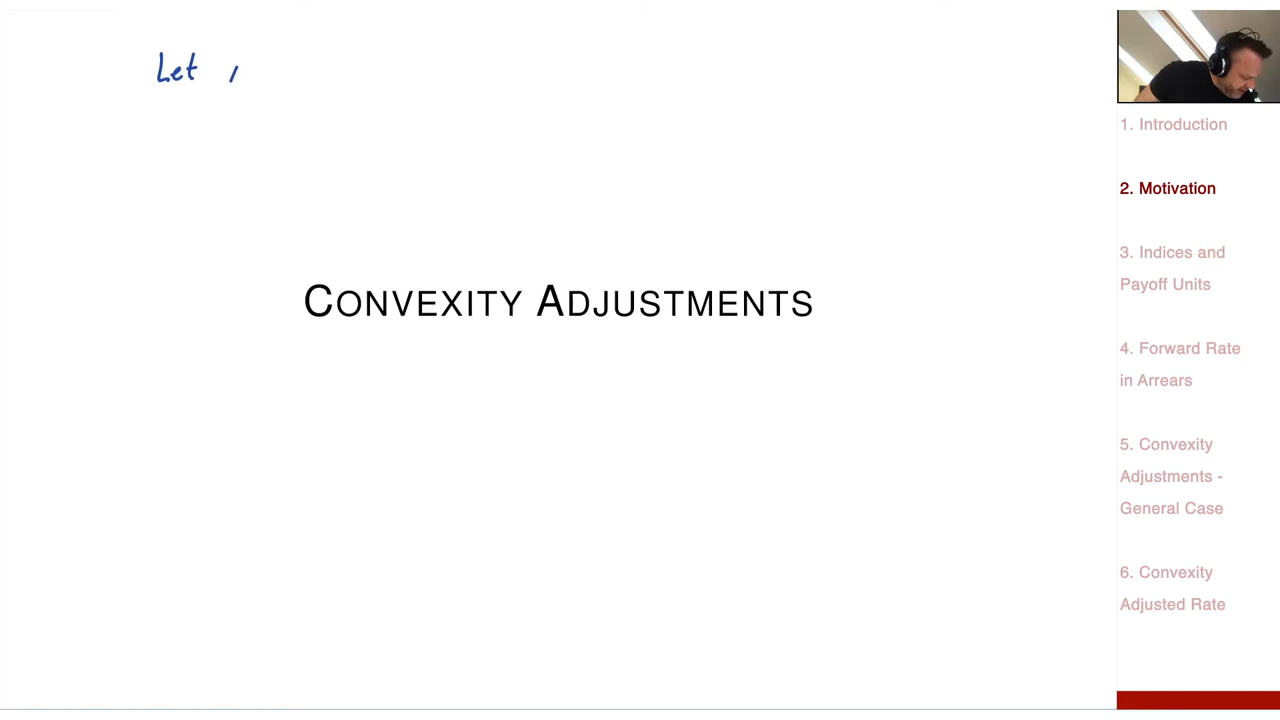 Let
CONVEXITY ADJUSTMENTS
1. Introduction
2. Motivation
3. Indices and
Payoff Units
4. Forward Rate
in Arrears
5. Convexity
Adjustments -
General Case
6. Convexity
Adjusted Rate